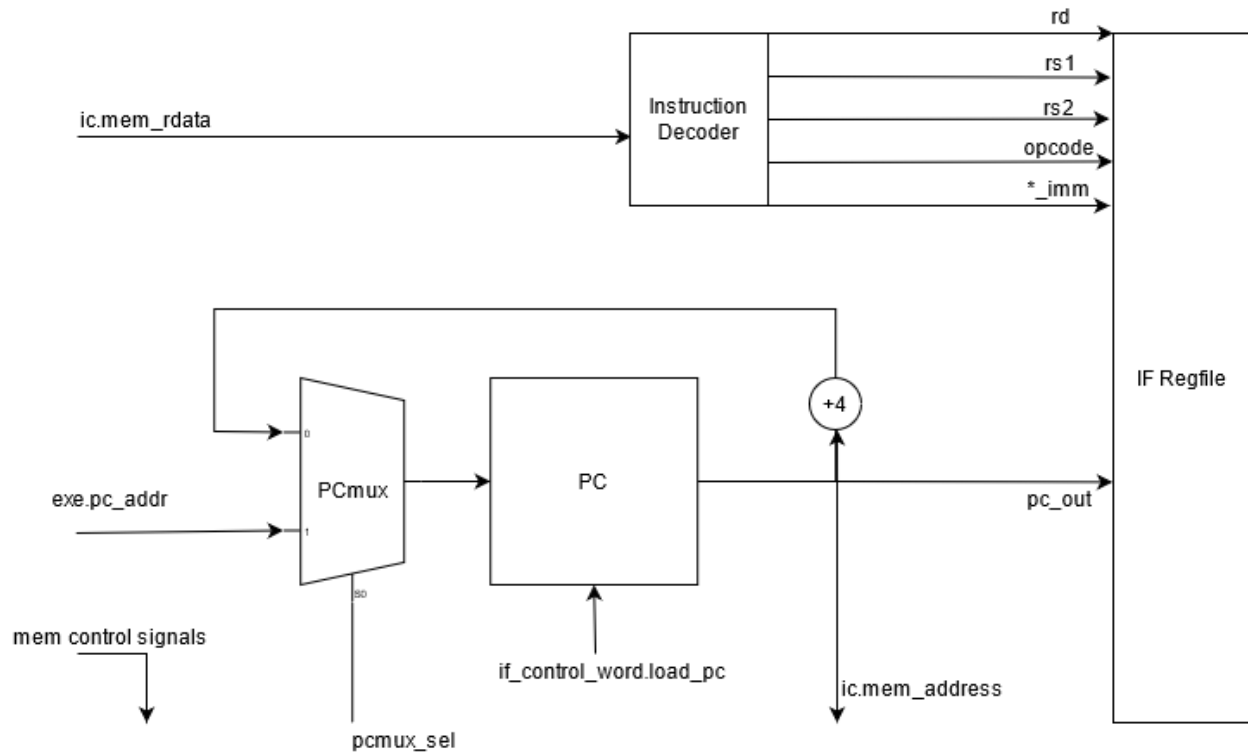 rd
rs1
rs2
opcode
*_imm
Instruction
Decoder
ic.mem_rdata
IF Regfile
+4
0
PCmux
PC
exe.pc_addr
1
pc_out
S0
mem control signals
if_control_word.load_pc
ic.mem_address
pcmux_sel